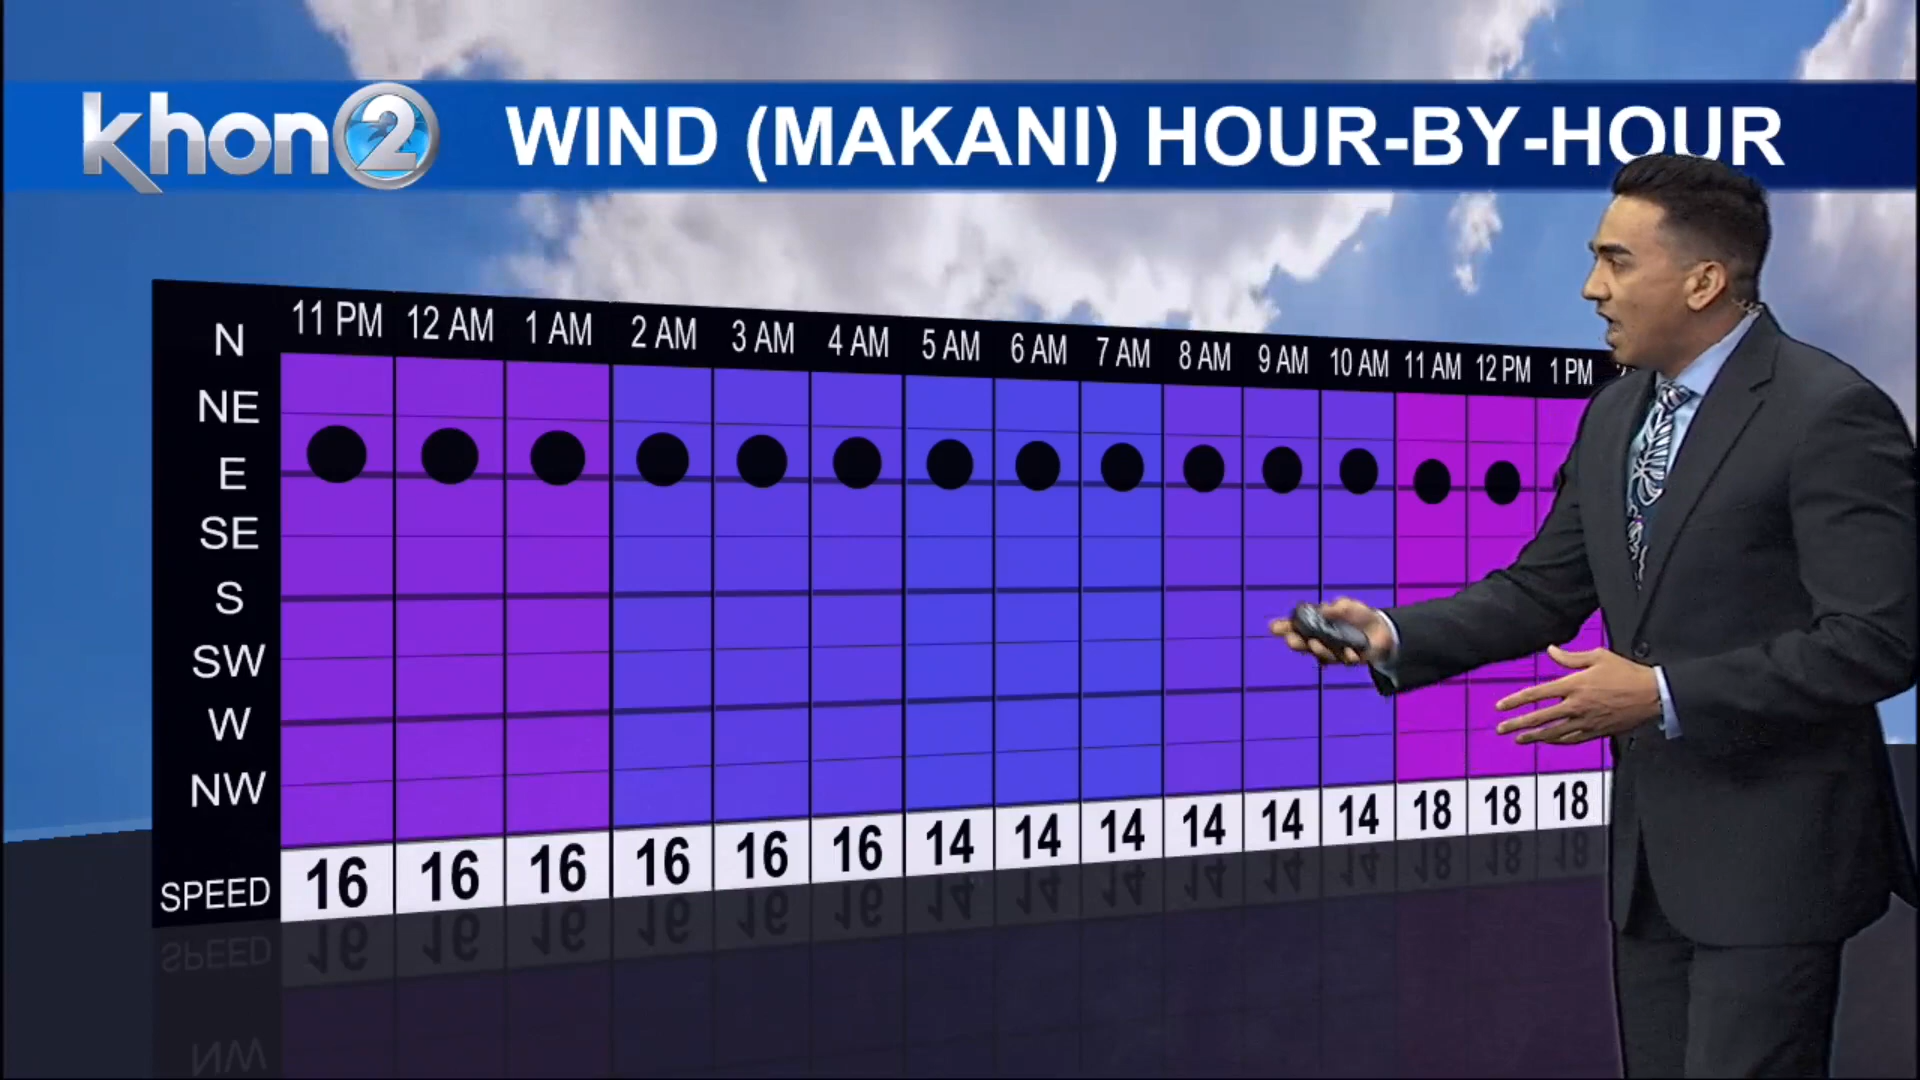 khon2
WIND (MAKANI) HOUR-BY-HOUR
11 PM 12 AM 1 AM 2 AM 3 AM 4 AM 5 AM 6 AM 7 AM 8 AM 9 AM 10 AM 11 AM 12 PM 1 PM
N
NE
E
SE
S
SW
W
NW
SPEED 16 16 16 16 16 16 14 14 14 14 14 14 18 18 18